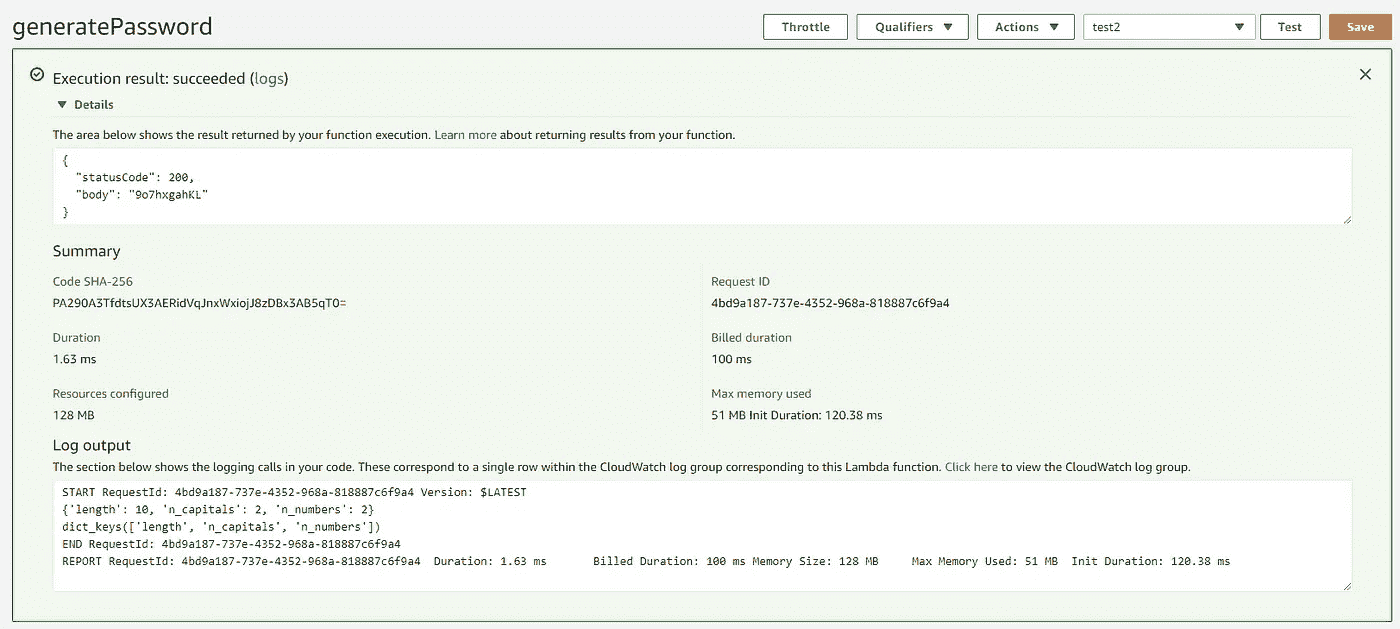 generatePassword
Throttle
Qualifiers
Actions
test2
Test
Save
Execution result: succeeded (logs)
Details
The area below shows the result returned by your function execution. Learn more about returning results from your function.
{
"statusCode": 200,
"body": "9o7hxgahKL"
}
Summary
Code SHA-256
PA290A3TfdtsUX3AERidVqJnxWxiojJ8zDBx3AB5qT0=
Request ID
4bd9a187-737e-4352-968a-818887c6f9a4
Duration
1.63 ms
Billed duration
100 ms
Resources configured
128 MB
Max memory used
51 MB Init Duration: 120.38 ms
Log output
The section below shows the logging calls in your code. These correspond to a single row within the CloudWatch log group corresponding to this Lambda function. Click here to view the CloudWatch log group.
START RequestId: 4bd9a187-737e-4352-968a-818887c6f9a4 Version: $LATEST
{'length': 10, 'n_capitals': 2, 'n_numbers': 2}
dict_keys(['length', 'n_capitals', 'n_numbers'])
END RequestId: 4bd9a187-737e-4352-968a-818887c6f9a4
REPORT RequestId: 4bd9a187-737e-4352-968a-818887c6f9a4 Duration: 1.63 ms Billed Duration: 100 ms Memory Size: 128 MB Max Memory Used: 51 MB Init Duration: 120.38 ms